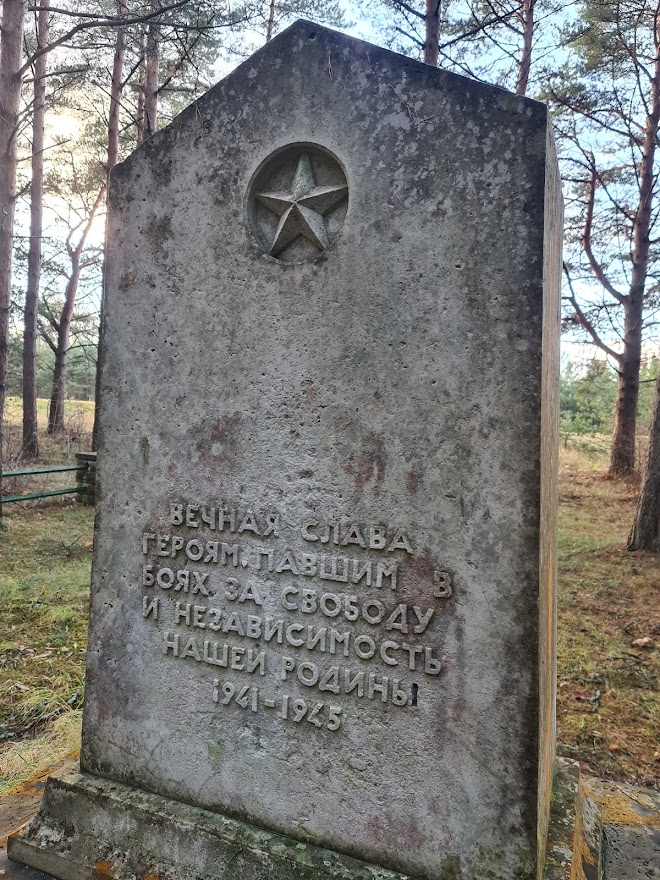 ВЕЧНАЯ СЛАВА
ГЕРОЯМ, ПАВШИМ В
БОЯХ ЗА СВОБОДУ
И НЕЗАВИСИМОСТЬ
НАШЕЙ РОДИНЫ
1941-1945